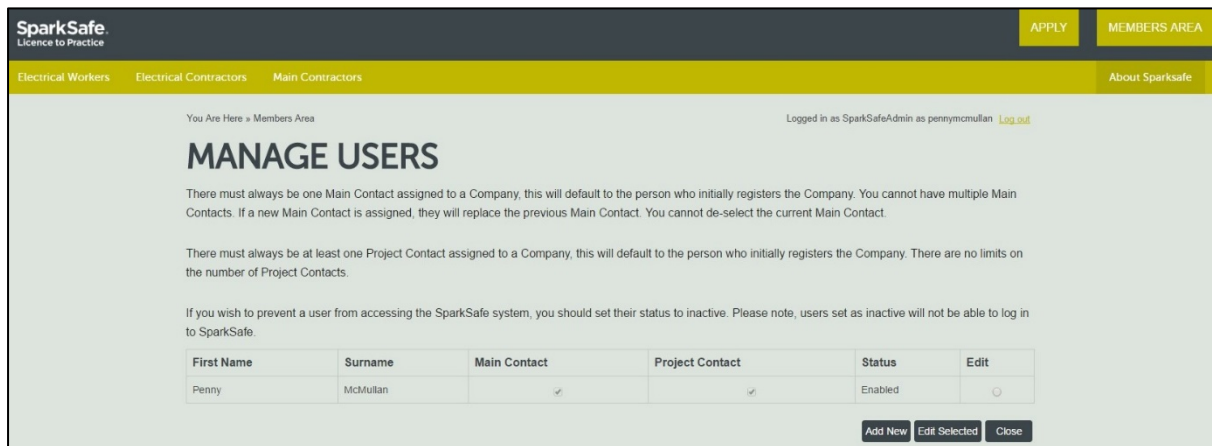 SparkSafe.
Licence to Practice
APPLY
MEMBERS AREA
Electrical Workers
Electrical Contractors
Main Contractors
About Sparksafe
You Are Here » Members Area
Logged in as SparkSafeAdmin as pennymcmullan Log out
MANAGE USERS
There must always be one Main Contact assigned to a Company, this will default to the person who initially registers the Company. You cannot have multiple Main
Contacts. If a new Main Contact is assigned, they will replace the previous Main Contact. You cannot de-select the current Main Contact.
There must always be at least one Project Contact assigned to a Company, this will default to the person who initially registers the Company. There are no limits on
the number of Project Contacts.
If you wish to prevent a user from accessing the SparkSafe system, you should set their status to inactive. Please note, users set as inactive will not be able to log in
to SparkSafe.
First Name Surname Main Contact Project Contact Status Edit
Penny McMullan Enabled
Add New Edit Selected Close